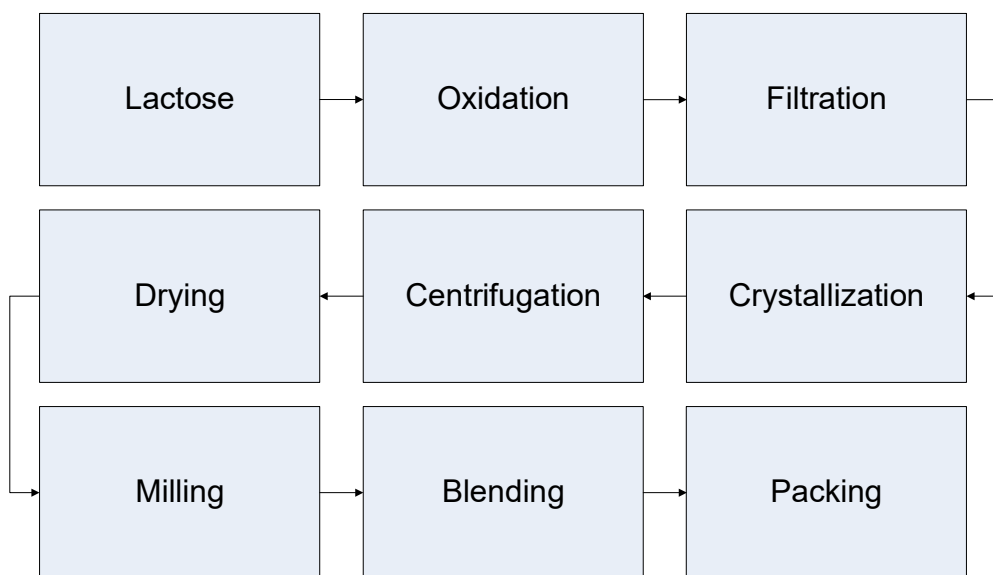 Lactose
Oxidation
Filtration
Drying
Centrifugation
Crystallization
Milling
Blending
Packing